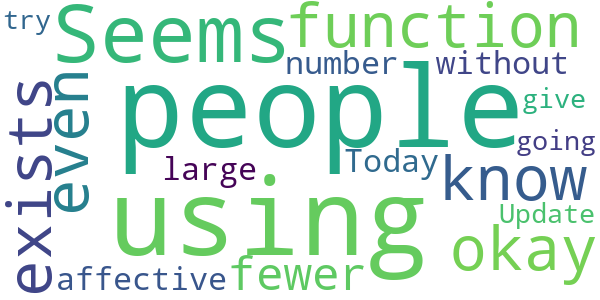 try
Seems
function
number
without
people
give
exists
even
going
large
Today
know
using
Update
okay
affective
fewer